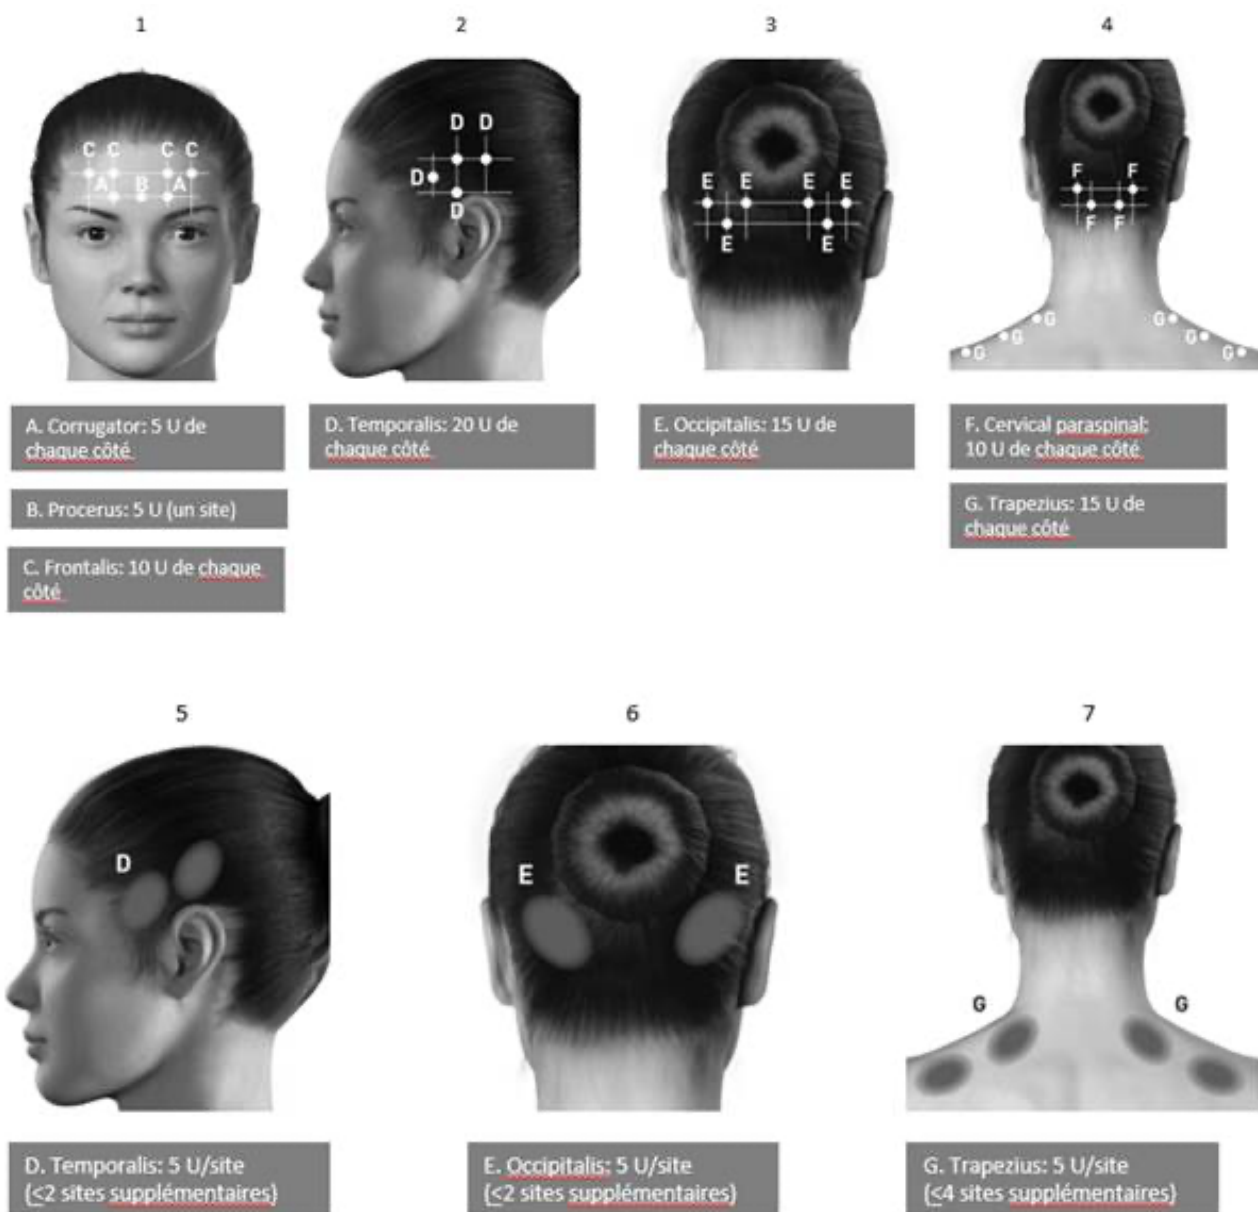 1
2
3
4
C C C C
A B A
D D
D
D
E E E E
E E
F F
F F
G G
G G
G G
A. Corrugator: 5 U de
chaque côté
B. Procerus: 5 U (un site)
C. Frontalis: 10 U de chaque
côté
D. Temporalis: 20 U de
chaque côté
E. Occipitalis: 15 U de
chaque côté
F. Cervical paraspinal:
10 U de chaque côté
G. Trapezius: 15 U de
chaque côté
5
6
7
D
E E
G G
D. Temporalis: 5 U/site
(<2 sites supplémentaires)
E. Occipitalis: 5 U/site
(<2 sites supplémentaires)
G. Trapezius: 5 U/site
(<4 sites supplémentaires)